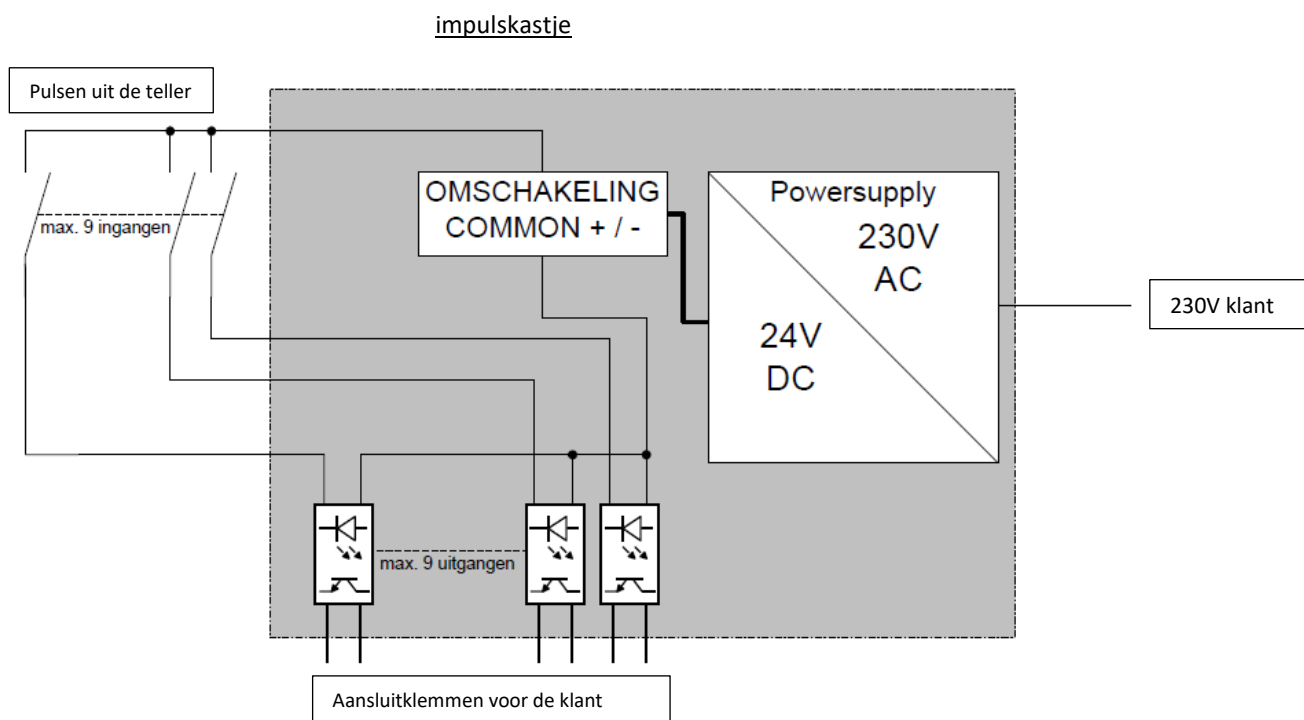 impulskastje
Pulsen uit de teller
OMSCHAKELING
COMMON + / -
Powersupply
230V
AC
24V
DC
max. 9 ingangen
230V klant
max. 9 uitgangen
Aansluitklemmen voor de klant